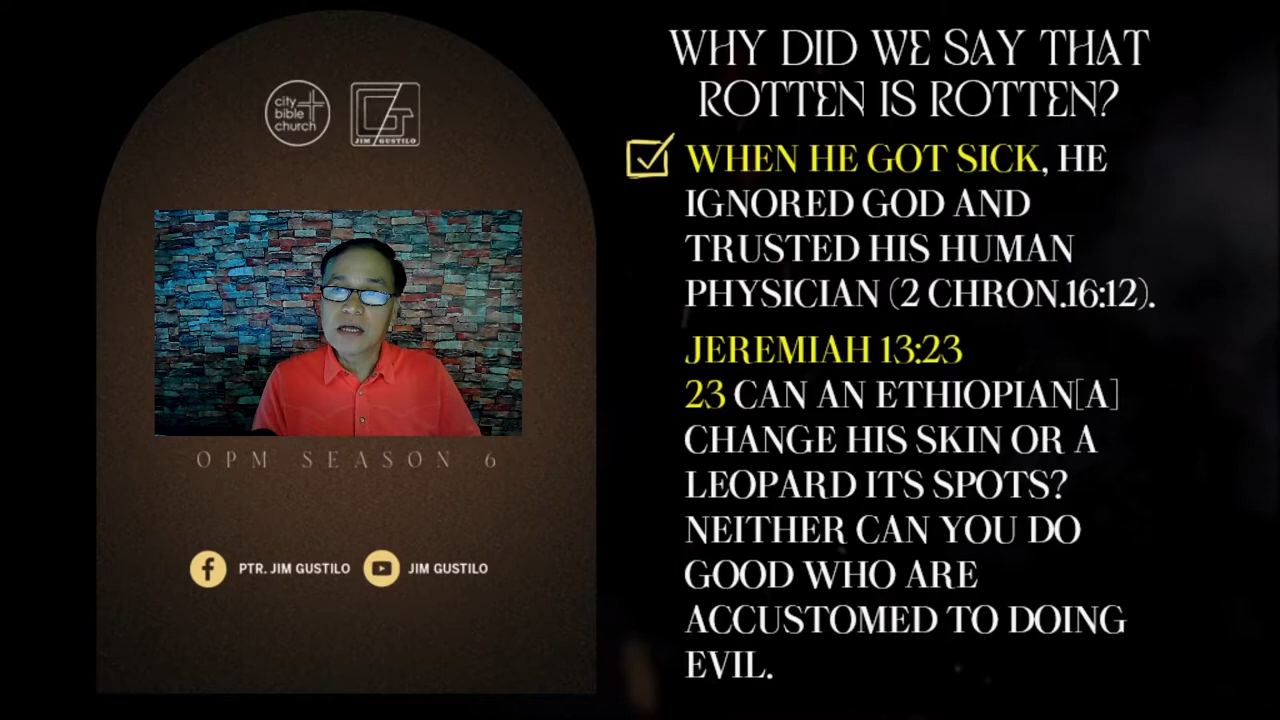 city
bible
church
JIM GUSTILO
OPM SEASON 6
PTR. JIM GUSTILO
JIM GUSTILO
WHY DID WE SAY THAT
ROTTEN IS ROTTEN?
WHEN HE GOT SICK, HE
IGNORED GOD AND
TRUSTED HIS HUMAN
PHYSICIAN (2 CHRON.16:12).
JEREMIAH 13:23
23 CAN AN ETHIOPIAN[A]
CHANGE HIS SKIN OR A
LEOPARD ITS SPOTS?
NEITHER CAN YOU DO
GOOD WHO ARE
ACCUSTOMED TO DOING
EVIL.